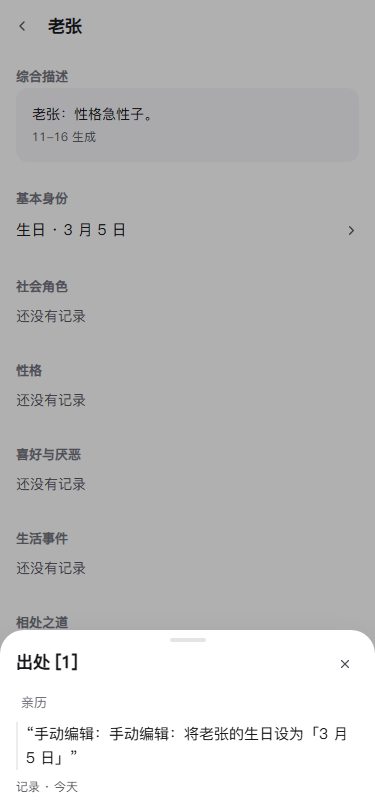 老张
综合描述
老张：性格急性子。
11-16 生成
基本身份
生日 · 3 月 5 日
社会角色
还没有记录
性格
还没有记录
喜好与厌恶
还没有记录
生活事件
还没有记录
相处之道
出处 [1]
亲历
“手动编辑：手动编辑：将老张的生日设为「3 月
5 日」”
记录 · 今天